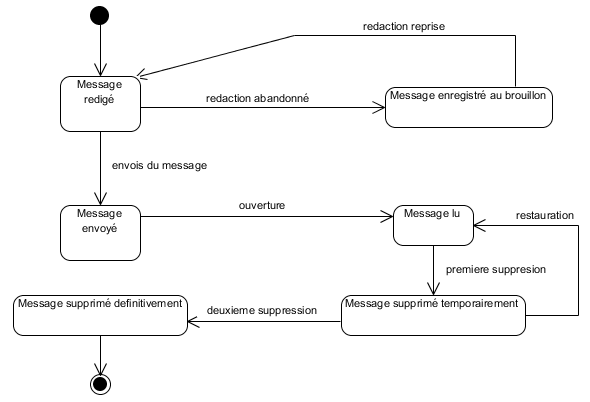 redaction reprise
Message
redigé
redaction abandonné
Message enregistré au brouillon
envois du message
Message
envoyé
ouverture
Message lu
restauration
premiere suppresion
Message supprimé definitivement
deuxieme suppression
Message supprimé temporairement